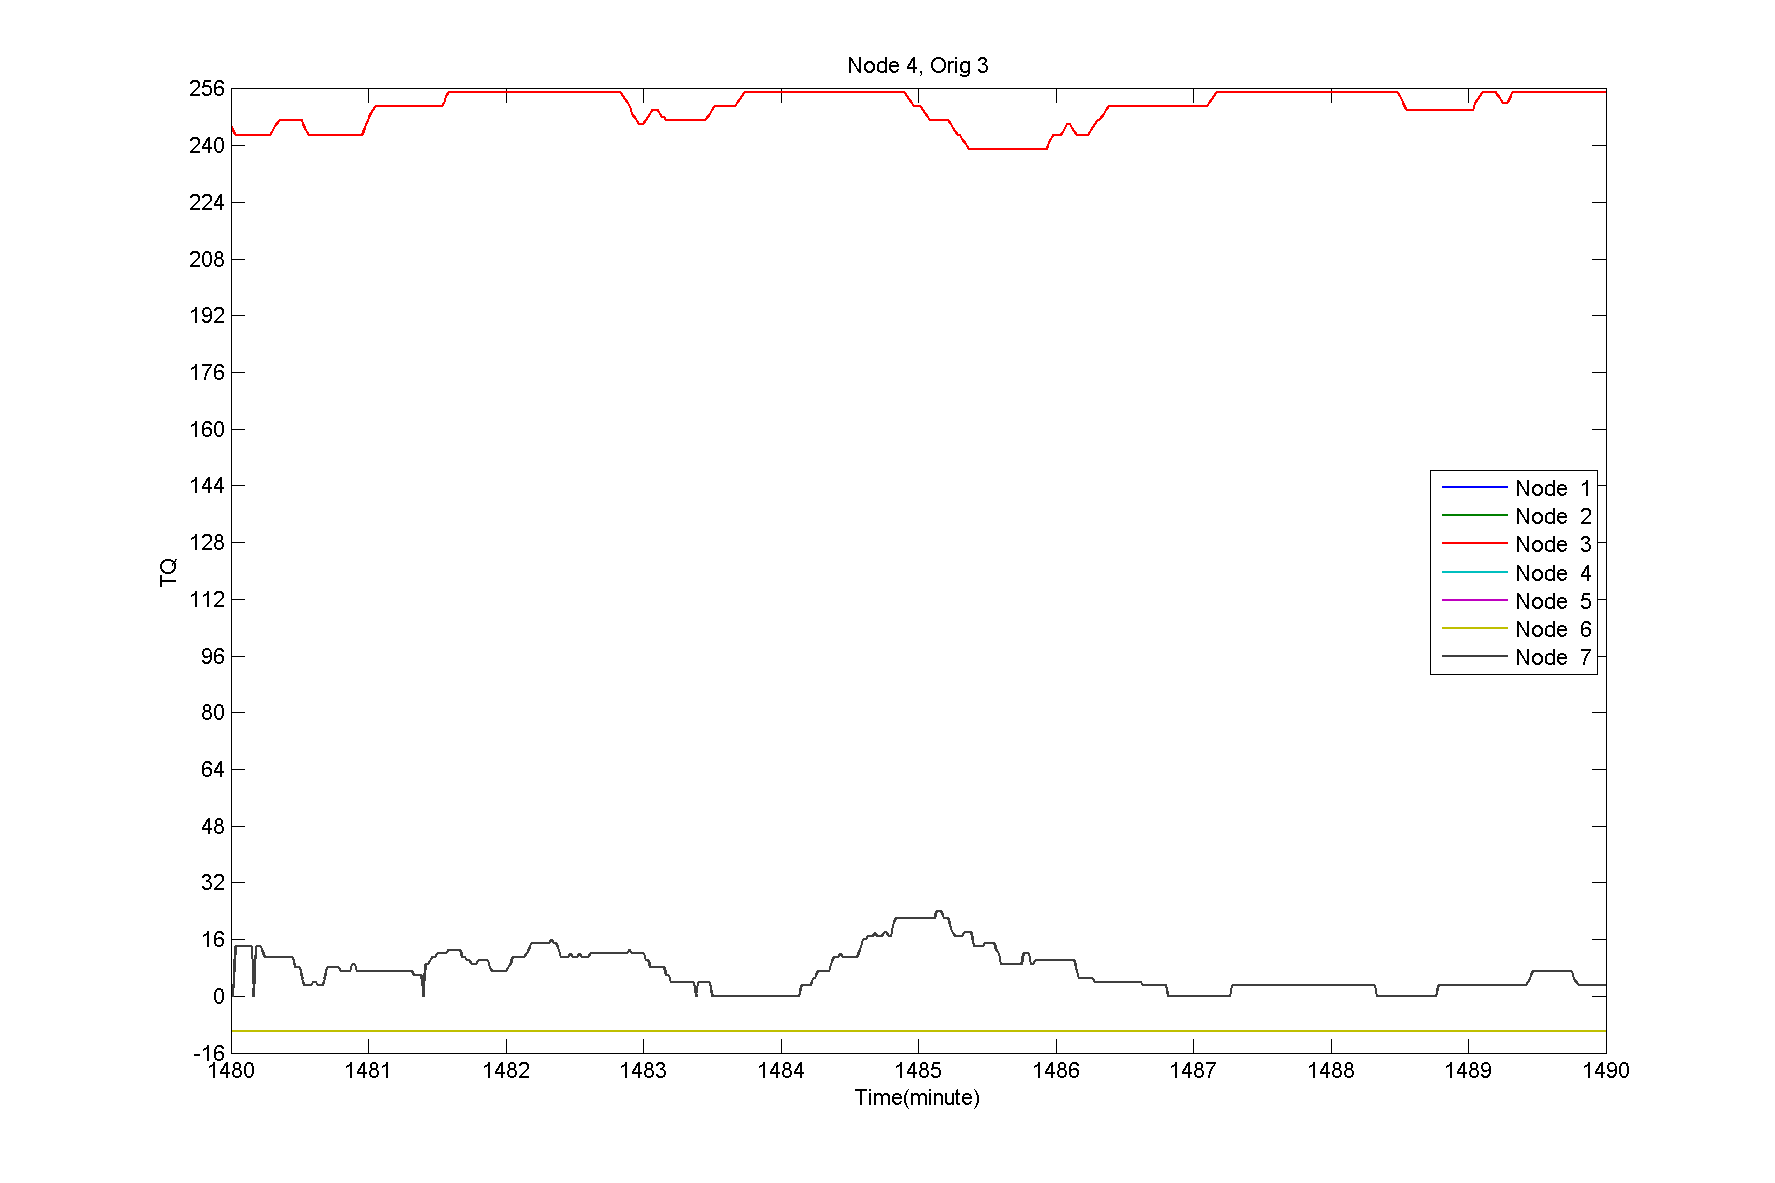 Node 4, Orig 3
256
240
224
208
192
176
160
144
128
112
96
80
64
48
32
16
0
-16
TQ
Node 1
Node 2
Node 3
Node 4
Node 5
Node 6
Node 7
1480 1481 1482 1483 1484 1485 1486 1487 1488 1489 1490
Time(minute)